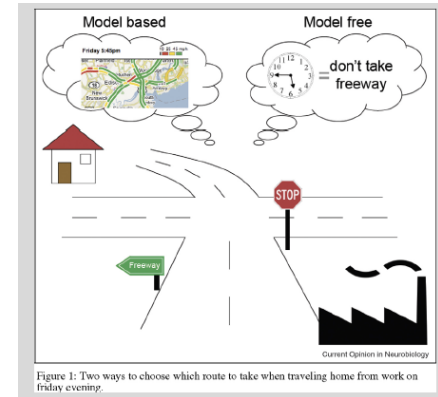 Model based
Model free
Friday 5:45pm
don't take
freeway
=
STOP
Freeway
Current Opinion in Neurobiology
Figure 1: Two ways to choose which route to take when traveling home from work on
friday evening.